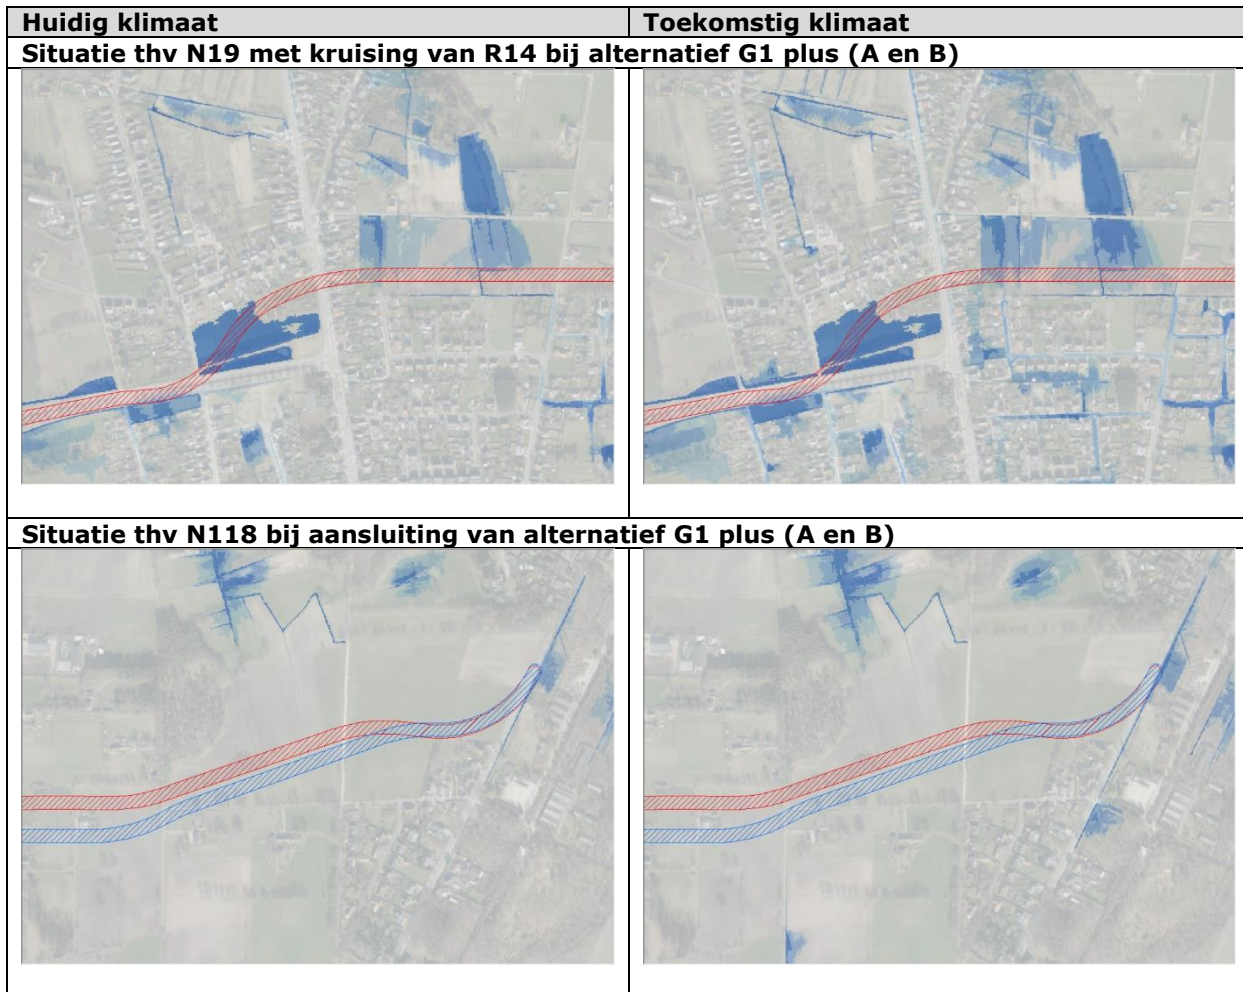 Huidig klimaat
Toekomstig klimaat
Situatie thv N19 met kruising van R14 bij alternatief G1 plus (A en B)
Situatie thv N118 bij aansluiting van alternatief G1 plus (A en B)